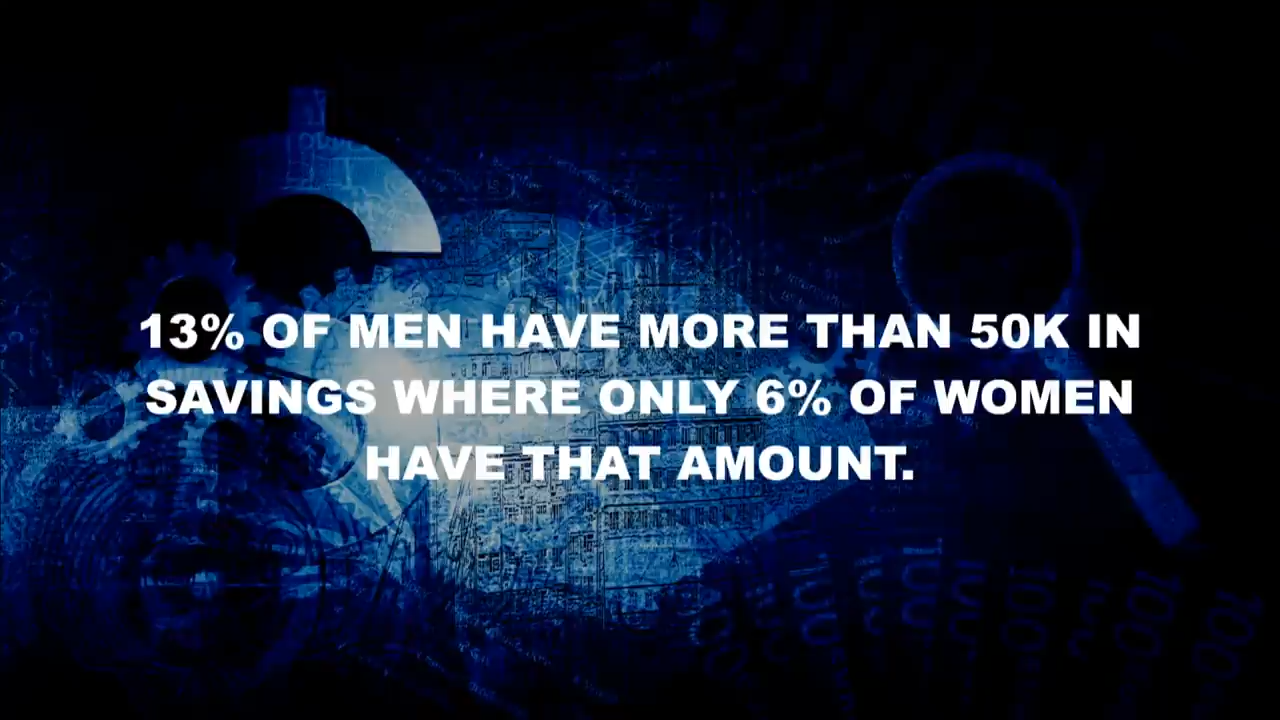 13% OF MEN HAVE MORE THAN 50K IN
SAVINGS WHERE ONLY 6% OF WOMEN
HAVE THAT AMOUNT.